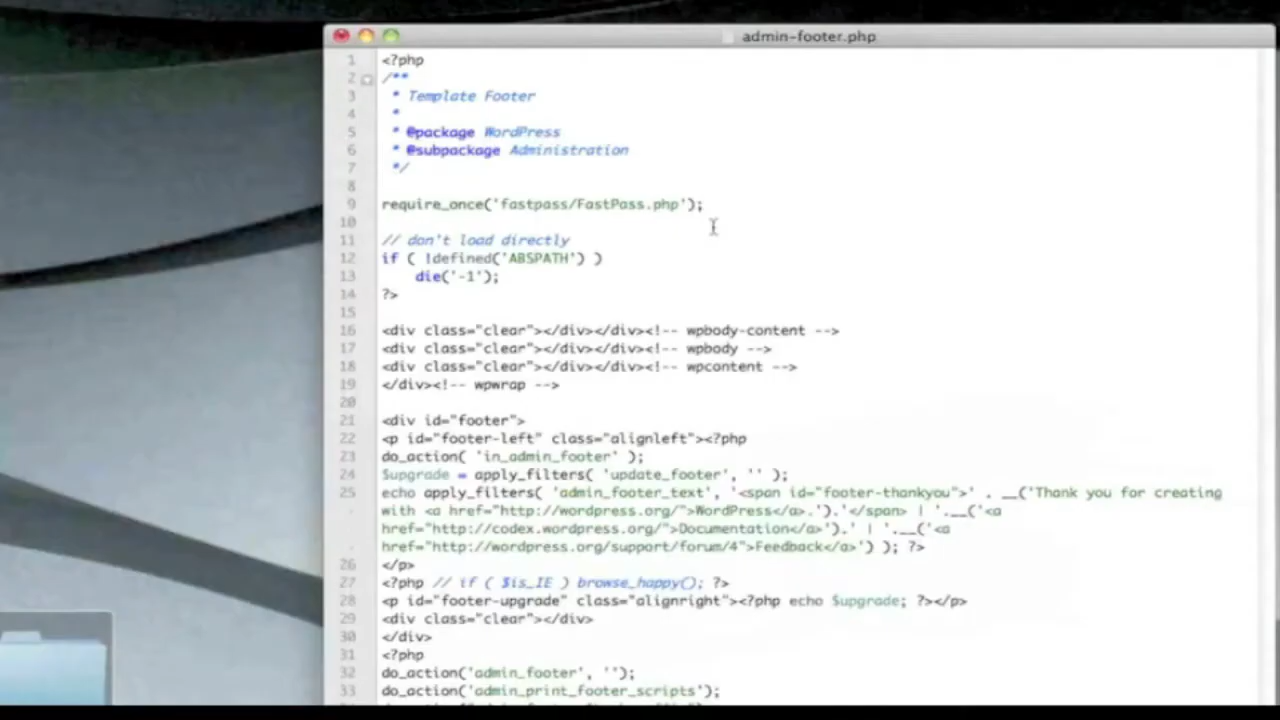 admin-footer.php
1 <?php
2 /**
3 * Template Footer
4 *
5 * @package WordPress
6 * @subpackage Administration
7 */
8
9 require_once('fastpass/FastPass.php');
10
11 // don't load directly
12 if ( !defined('ABSPATH') )
13 die('-1');
14 ?>
15
16 <div class="clear"></div></div><!-- wpbody-content -->
17 <div class="clear"></div></div><!-- wpbody -->
18 <div class="clear"></div></div><!-- wpcontent -->
19 </div><!-- wpwrap -->
20
21 <div id="footer">
22 <p id="footer-left" class="alignleft"><?php
23 do_action( 'in_admin_footer' );
24 $upgrade = apply_filters( 'update_footer', '' );
25 echo apply_filters( 'admin_footer_text', '<span id="footer-thankyou">' . __('Thank you for creating
with <a href="http://wordpress.org/">WordPress</a>.').'</span> | '.__('<a
href="http://codex.wordpress.org/">Documentation</a>').' | '.__('<a
href="http://wordpress.org/support/forum/4">Feedback</a>') ); ?>
26 </p>
27 <?php // if ( $is_IE ) browse_happy(); ?>
28 <p id="footer-upgrade" class="alignright"><?php echo $upgrade; ?></p>
29 <div class="clear"></div>
30 </div>
31 <?php
32 do_action('admin_footer', '');
33 do_action('admin_print_footer_scripts');